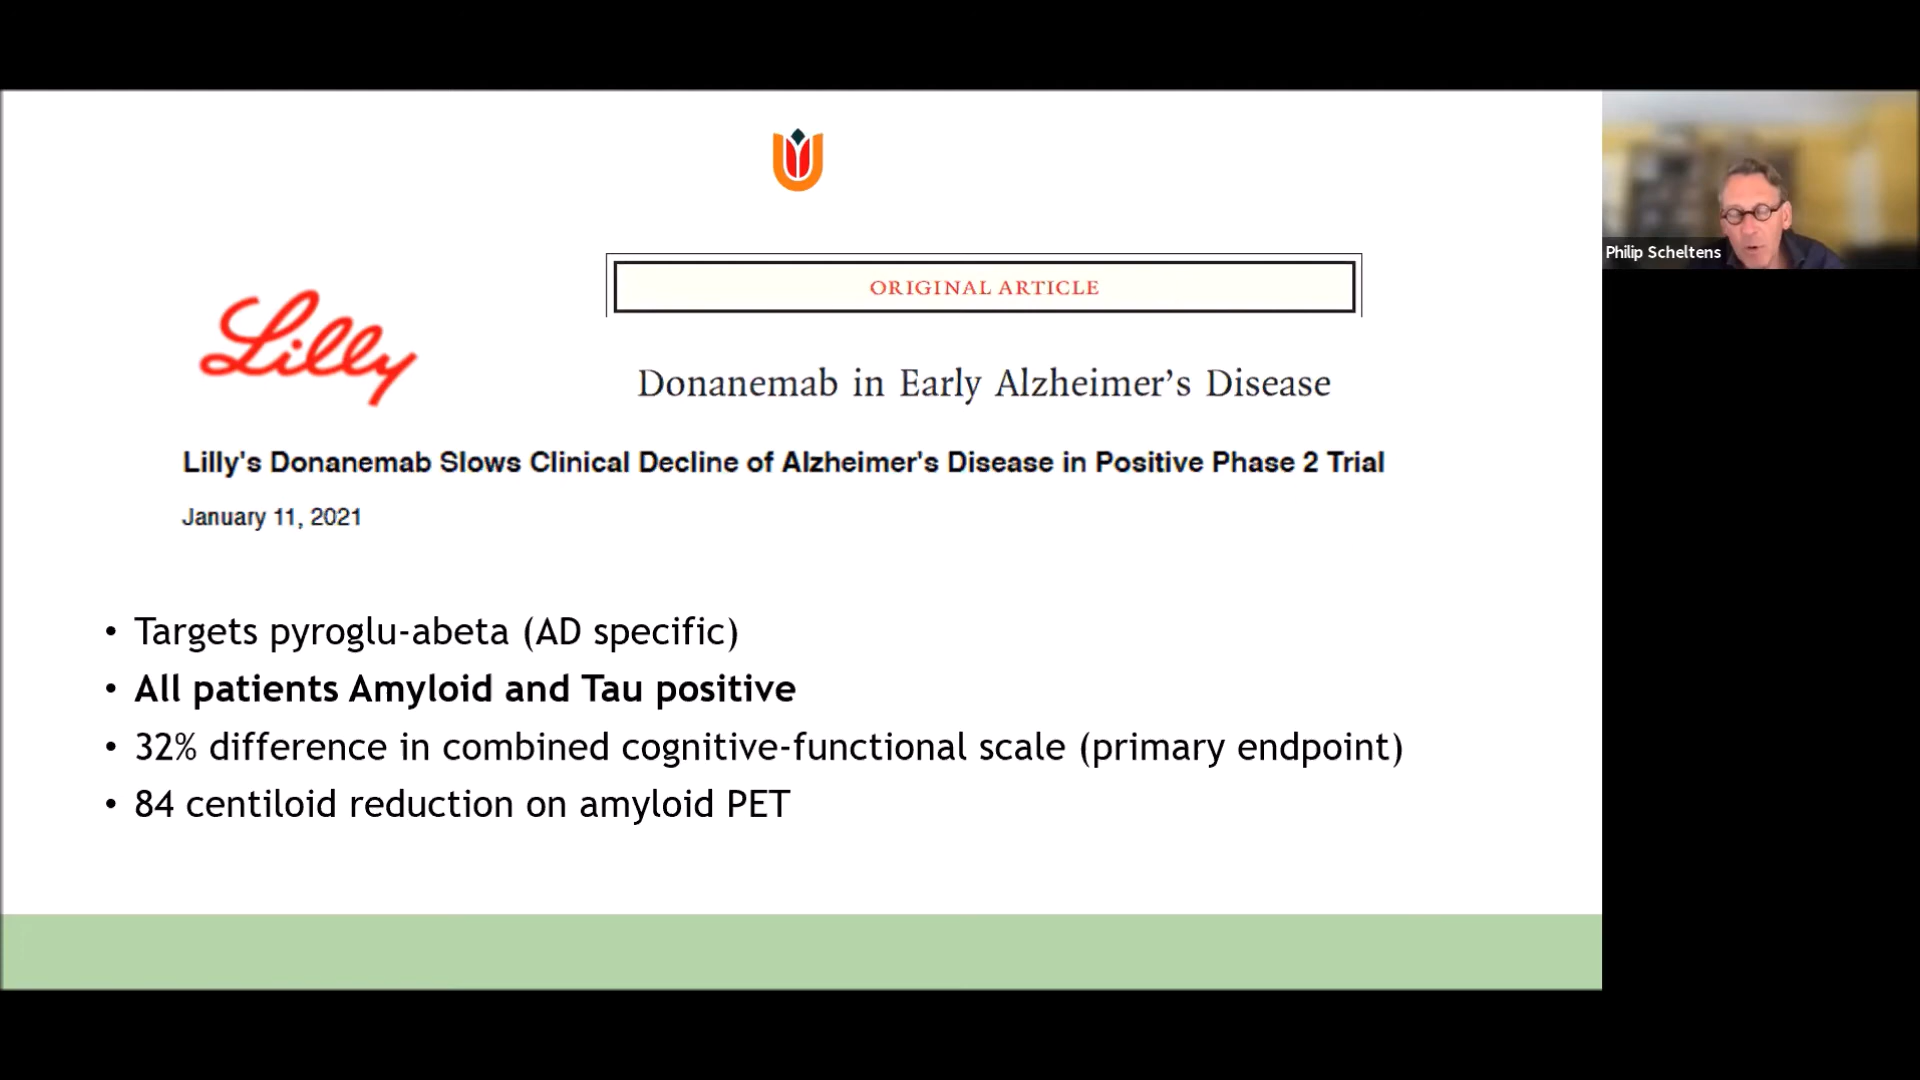 ORIGINAL ARTICLE
Lilly
Donanemab in Early Alzheimer's Disease
Lilly's Donanemab Slows Clinical Decline of Alzheimer's Disease in Positive Phase 2 Trial
January 11, 2021
• Targets pyroglu-abeta (AD specific)
• All patients Amyloid and Tau positive
• 32% difference in combined cognitive-functional scale (primary endpoint)
• 84 centiloid reduction on amyloid PET
Philip Scheltens